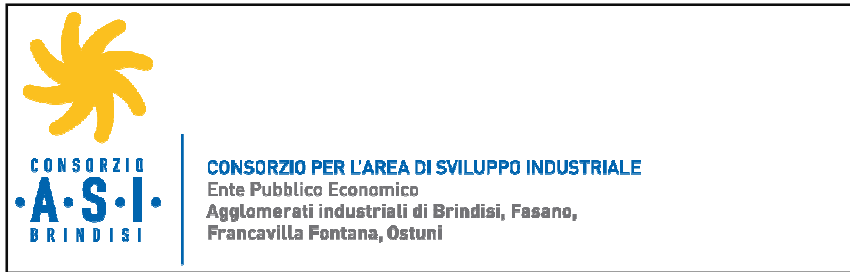 CONSORZIO
·A·S·I·
BRINDISI
CONSORZIO PER L'AREA DI SVILUPPO INDUSTRIALE
Ente Pubblico Economico
Agglomerati industriali di Brindisi, Fasano,
Francavilla Fontana, Ostuni